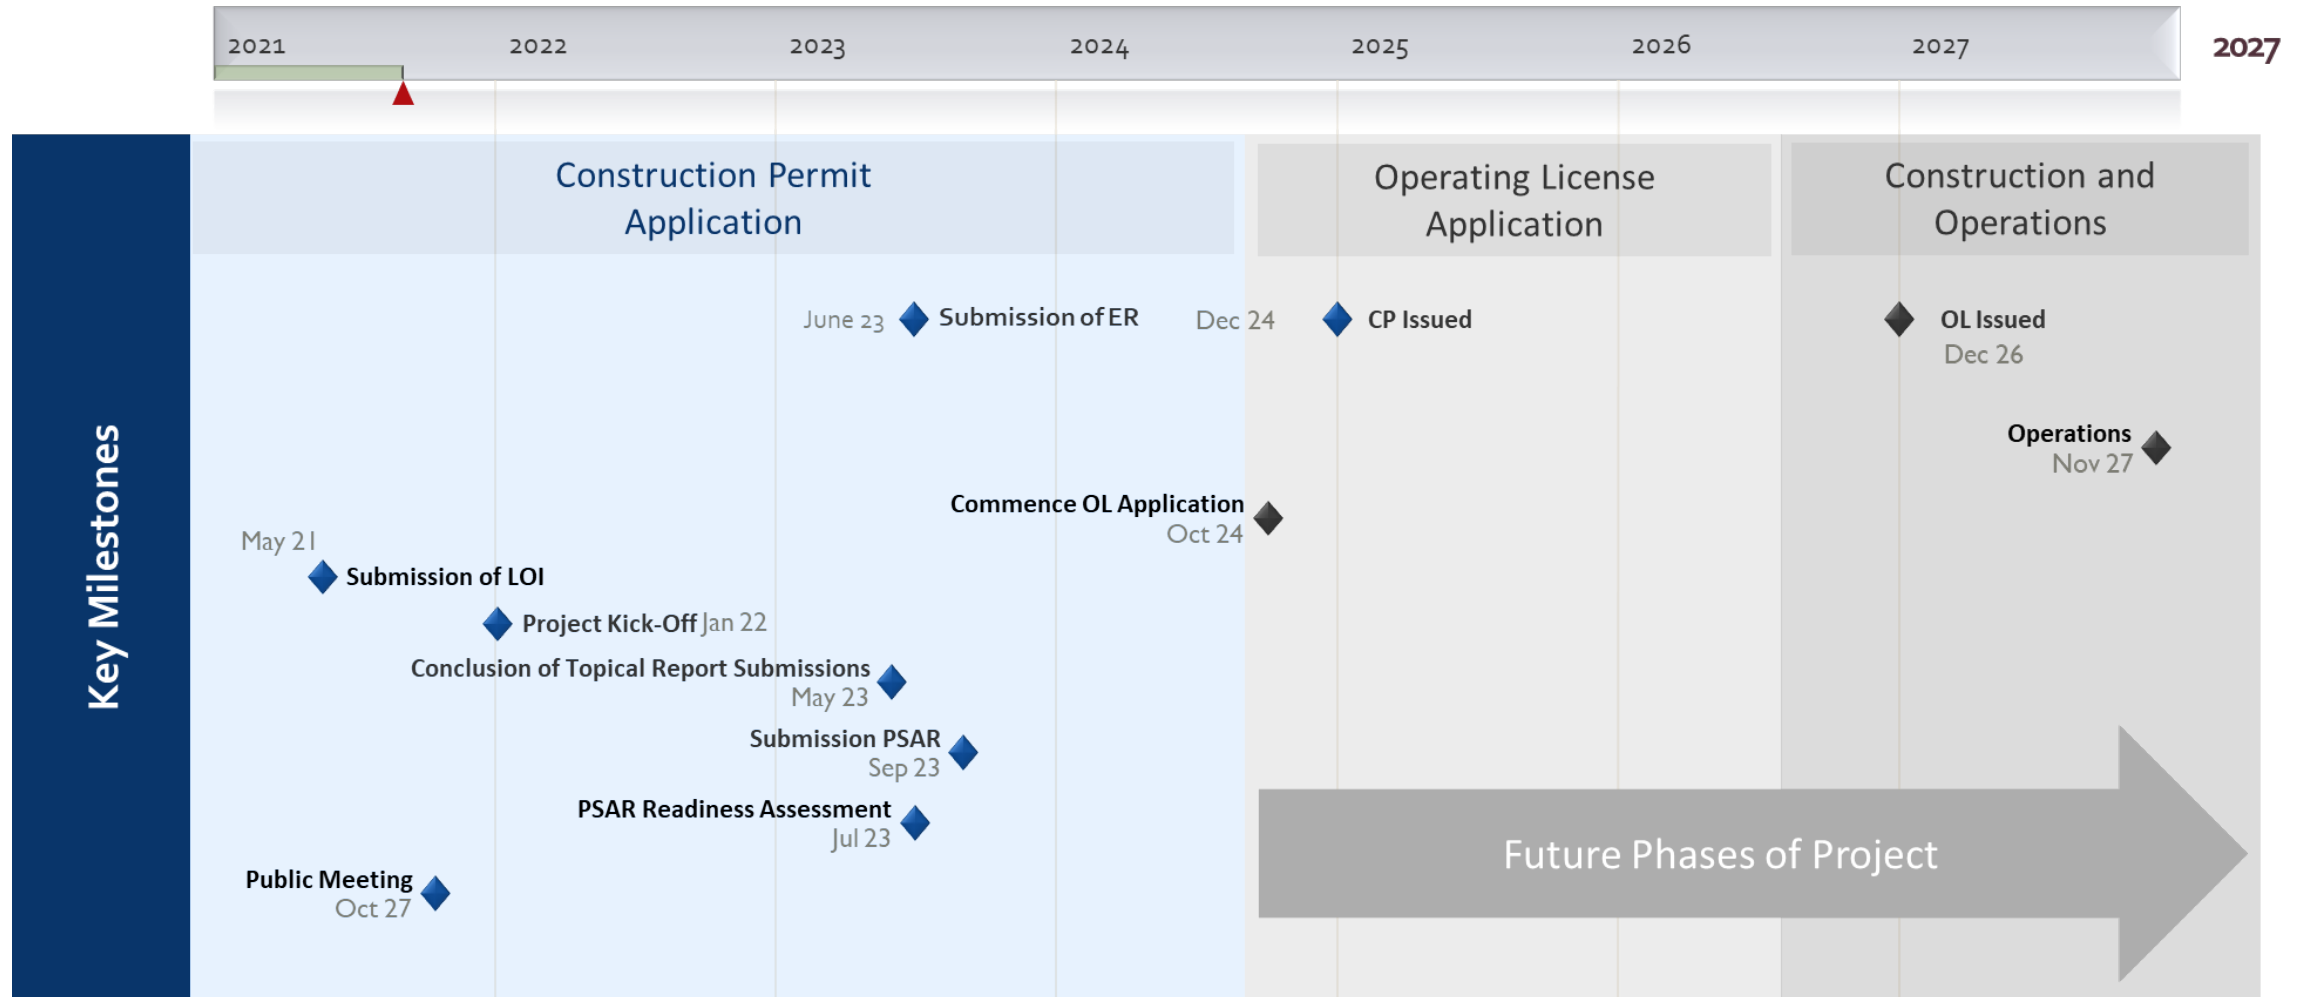 2021 2022 2023 2024 2025 2026 2027 2027
Construction Permit
Application
Operating License
Application
Construction and
Operations
Key Milestones
June 23 Submission of ER
Dec 24 CP Issued
OL Issued
Dec 26
Operations
Nov 27
Commence OL Application
Oct 24
May 21
Submission of LOI
Project Kick-Off Jan 22
Conclusion of Topical Report Submissions
May 23
Submission PSAR
Sep 23
PSAR Readiness Assessment
Jul 23
Public Meeting
Oct 27
Future Phases of Project